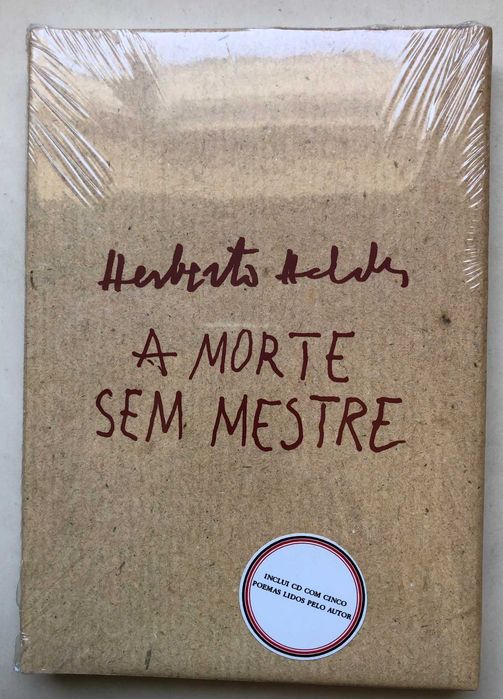 Herberto Helder
A MORTE
SEM MESTRE
INCLUI CD COM CINCO
POEMAS LIDOS PELO AUTOR